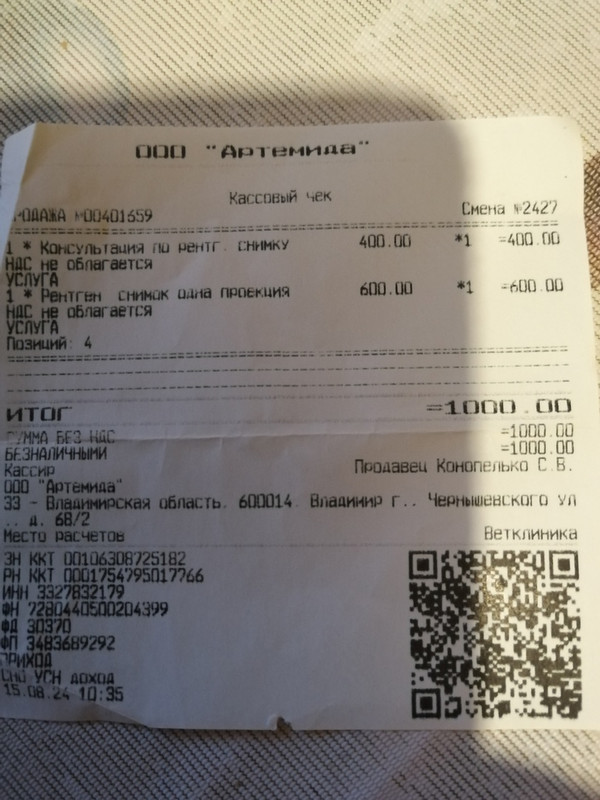 ООО "Артемида"
Кассовый чек
№00401659 Смена №2427
1 * Консультация по рентг. снимку 400.00 *1 =400.00
НДС не облагается
УСЛУГА
1 * Рентген снимок одна проекция 600.00 *1 =600.00
НДС не облагается
УСЛУГА
Позиций: 4
ИТОГ =1000.00
СУММА БЕЗ НДС =1000.00
БЕЗНАЛИЧНЫМИ =1000.00
Кассир Продавец Конопелько С.В.
ООО "Артемида"
33 - Владимирская область, 600014, Владимир г., Чернышевского ул
., д. 68/2
Место расчетов Ветклиника
ЗН ККТ 00106308725182
РН ККТ 0001754795017766
ИНН 3327832179
ФН 7280440500204399
ФД 30370
ФП 3483689292
ПРИХОД
СНО УСН доход
15.08.24 10:35